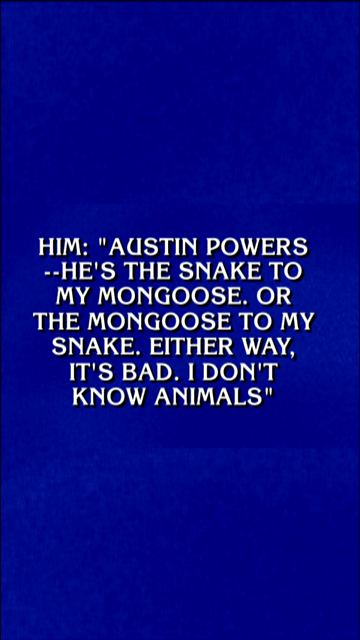 HIM: "AUSTIN POWERS
--HE'S THE SNAKE TO
MY MONGOOSE. OR
THE MONGOOSE TO MY
SNAKE. EITHER WAY,
IT'S BAD. I DON'T
KNOW ANIMALS"